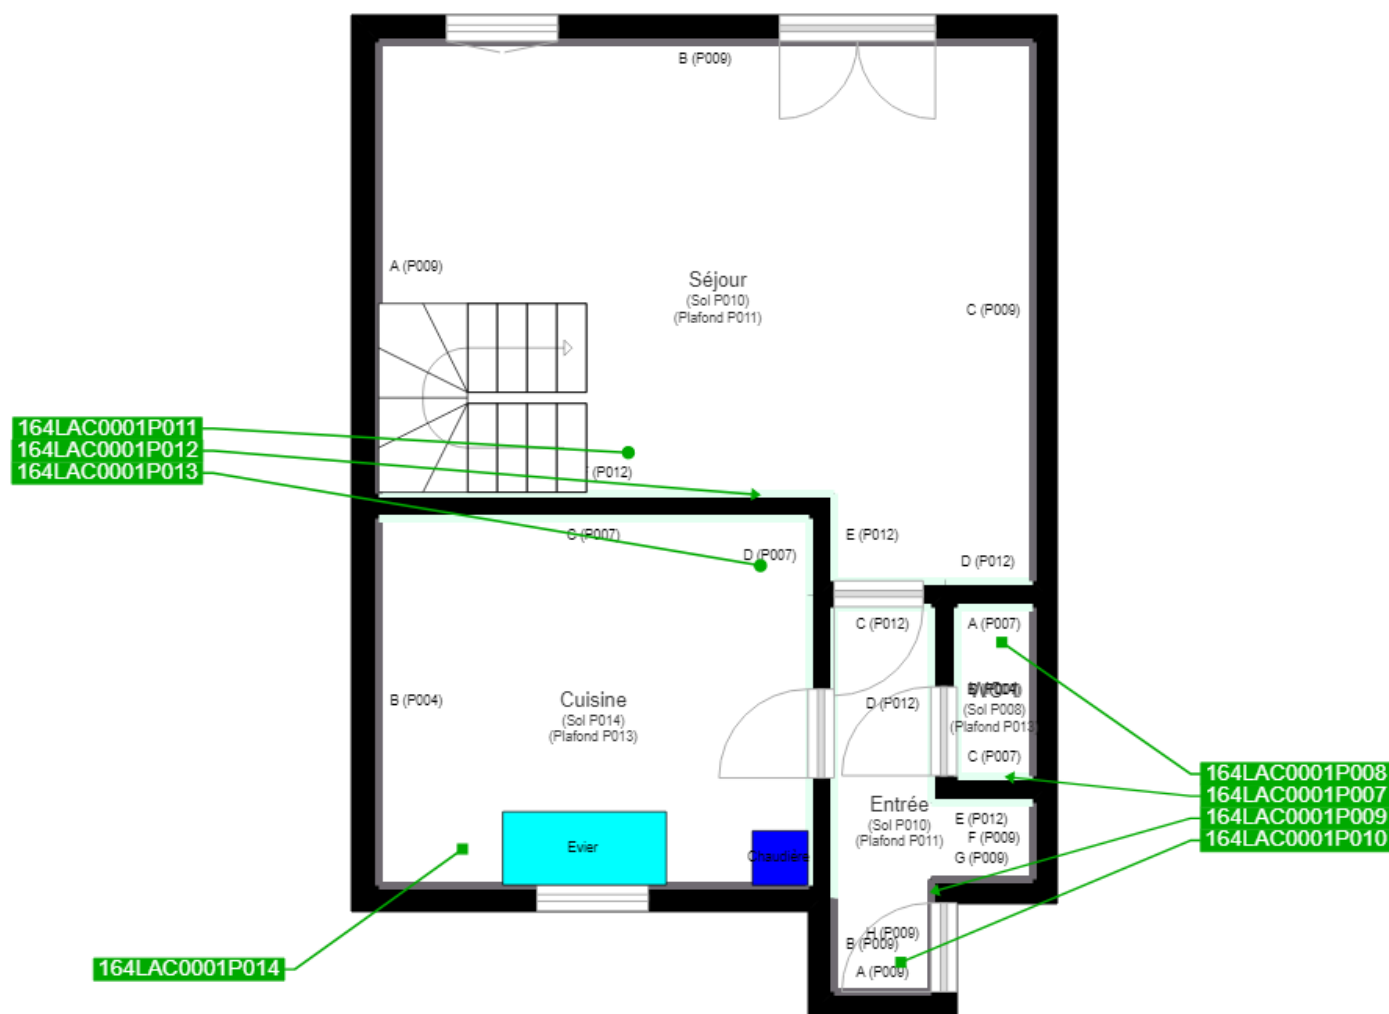 B (P009)
A (P009)
Séjour
(Sol P010)
(Plafond P011)
C (P009)
164LAC0001P011
164LAC0001P012
164LAC0001P013
(P012)
C (P007)
D (P007)
E (P012)
D (P012)
C (P012)
A (P007)
B (P004)
Cuisine
(Sol P014)
(Plafond P013)
D (P012)
(Sol P008)
(Plafond P013)
C (P007)
164LAC0001P008
164LAC0001P007
164LAC0001P009
164LAC0001P010
Entrée
(Sol P010)
(Plafond P011)
E (P012)
F (P009)
G (P009)
Evier
Chaudière
H (P009)
B (P009)
A (P009)
164LAC0001P014